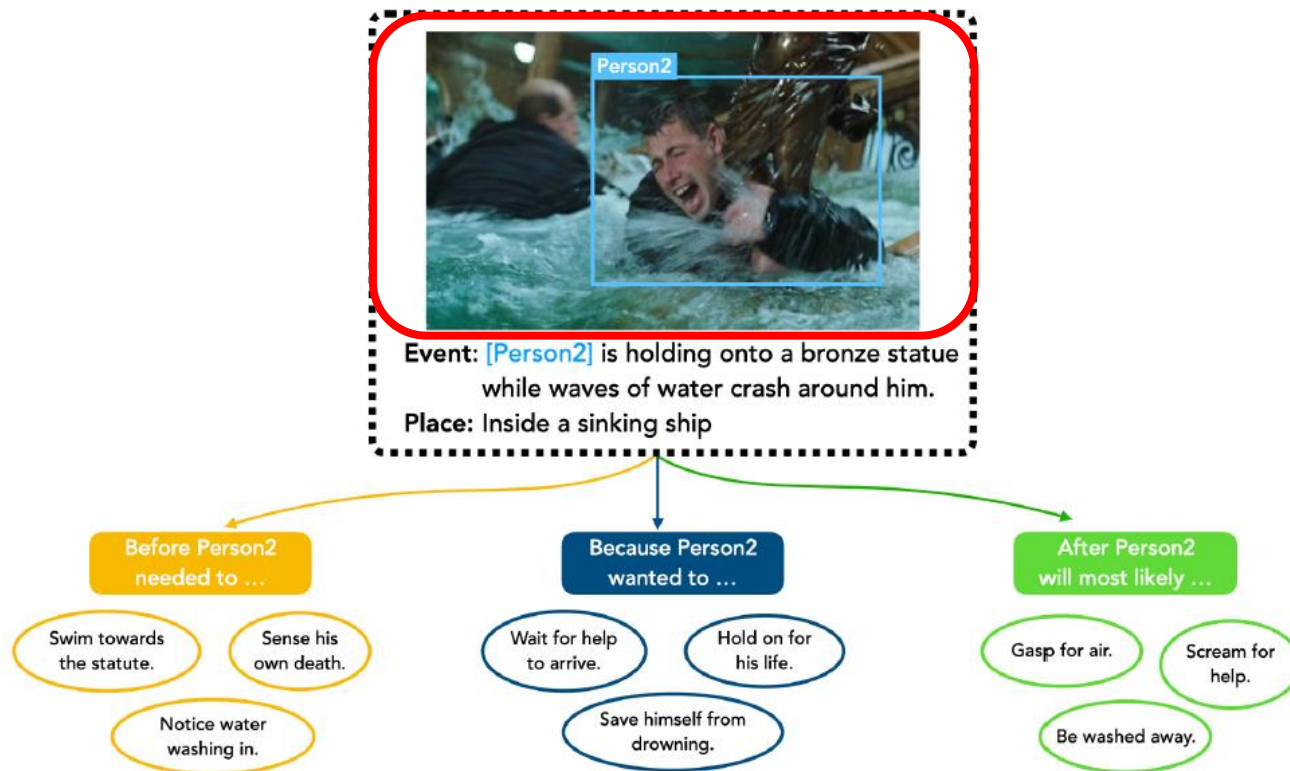 Person2
Event: [Person2] is holding onto a bronze statue
while waves of water crash around him.
Place: Inside a sinking ship
Before Person2
needed to ...
Because Person2
wanted to ...
After Person2
will most likely ...
Swim towards
the statute.
Sense his
own death.
Notice water
washing in.
Wait for help
to arrive.
Hold on for
his life.
Save himself from
drowning.
Gasp for air.
Scream for
help.
Be washed away.